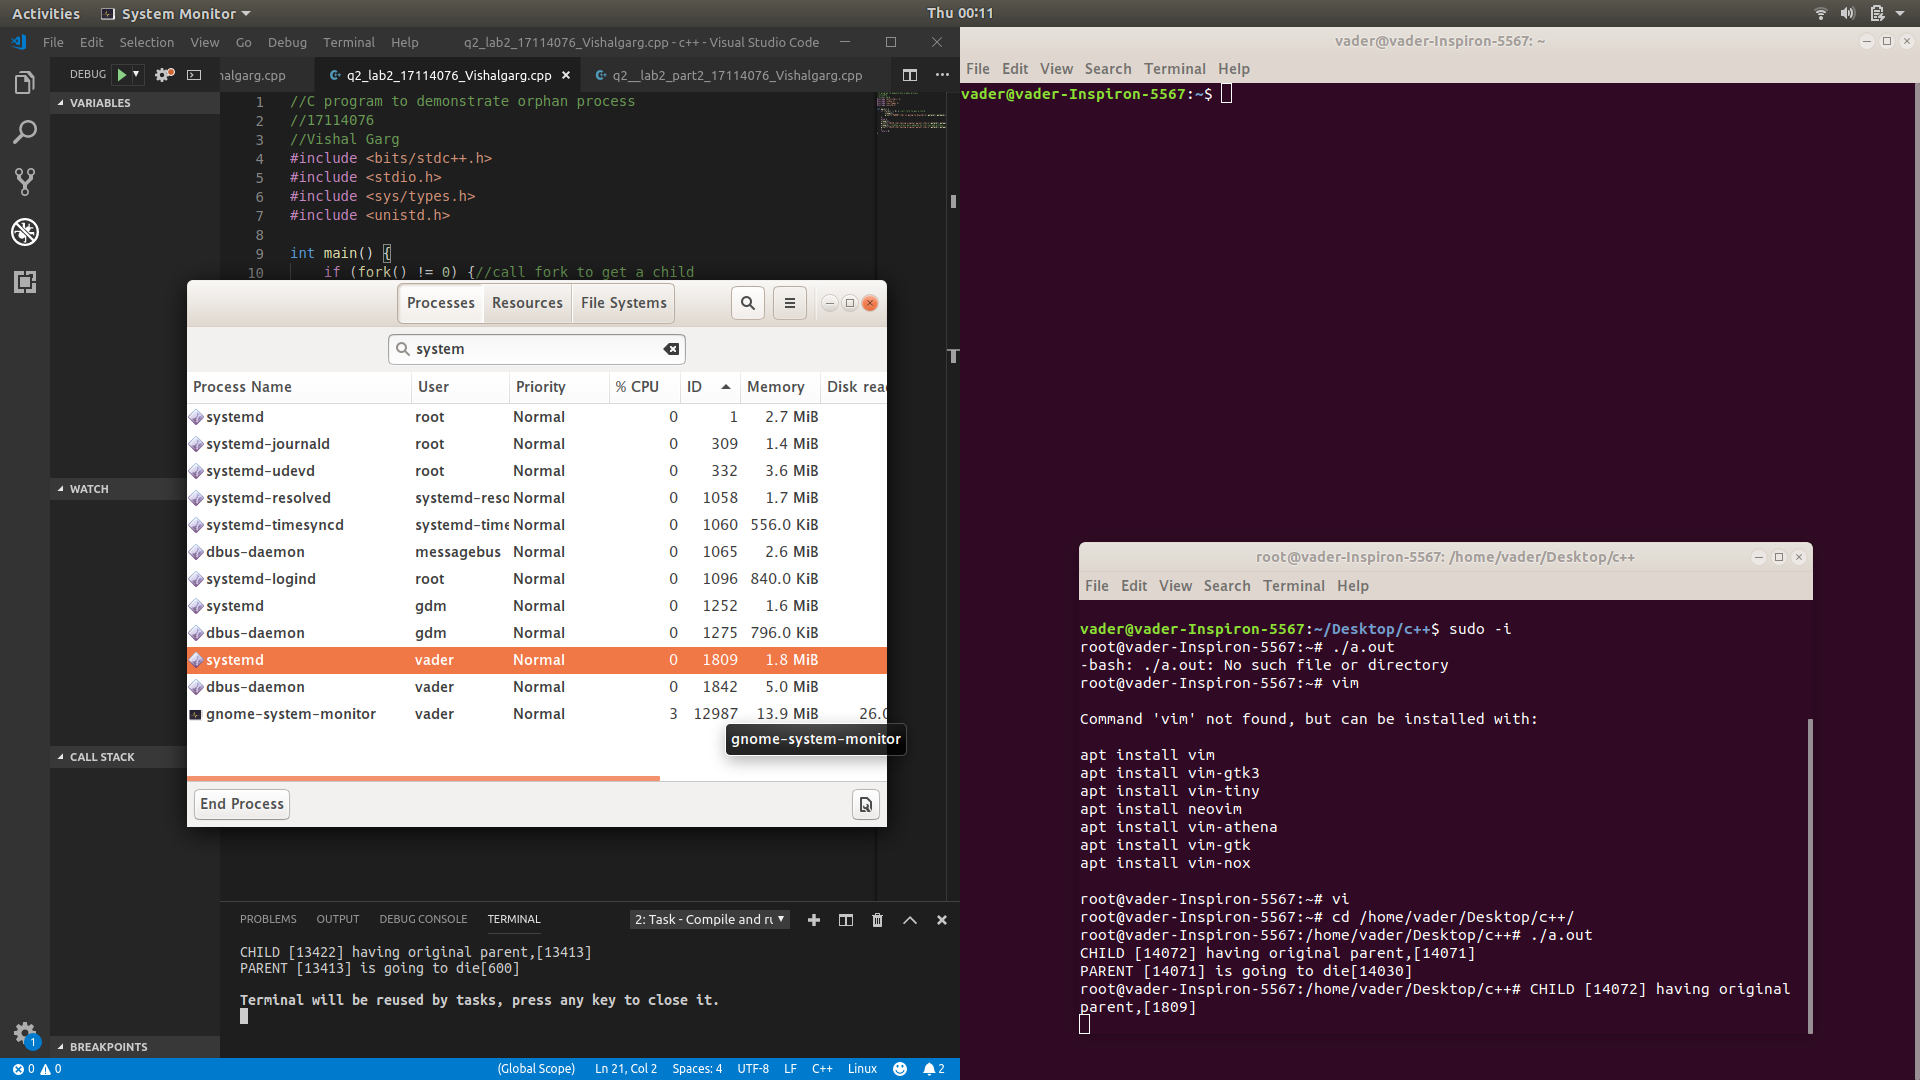 Activities System Monitor Thu 00:11
File Edit Selection View Go Debug Terminal Help q2_lab2_17114076_Vishalgarg.cpp - c++ - Visual Studio Code
DEBUG halgarg.cpp q2_lab2_17114076_Vishalgarg.cpp q2__lab2_part2_17114076_Vishalgarg.cpp
VARIABLES
WATCH
CALL STACK
BREAKPOINTS
1 //C program to demonstrate orphan process
2 //17114076
3 //Vishal Garg
4 #include <bits/stdc++.h>
5 #include <stdio.h>
6 #include <sys/types.h>
7 #include <unistd.h>
8
9 int main() {
10 if (fork() != 0) {//call fork to get a child
Processes Resources File Systems
system
Process Name User Priority % CPU ID Memory Disk rea
systemd root Normal 0 1 2.7 MiB
systemd-journald root Normal 0 309 1.4 MiB
systemd-udevd root Normal 0 332 3.6 MiB
systemd-resolved systemd-reso Normal 0 1058 1.7 MiB
systemd-timesyncd systemd-time Normal 0 1060 556.0 KiB
dbus-daemon messagebus Normal 0 1065 2.6 MiB
systemd-logind root Normal 0 1096 840.0 KiB
systemd gdm Normal 0 1252 1.6 MiB
dbus-daemon gdm Normal 0 1275 796.0 KiB
systemd vader Normal 0 1809 1.8 MiB
dbus-daemon vader Normal 0 1842 5.0 MiB
gnome-system-monitor vader Normal 3 12987 13.9 MiB 26.0
gnome-system-monitor
End Process
PROBLEMS OUTPUT DEBUG CONSOLE TERMINAL 2: Task - Compile and ru
CHILD [13422] having original parent,[13413]
PARENT [13413] is going to die[600]
Terminal will be reused by tasks, press any key to close it.
1
0 0 (Global Scope) Ln 21, Col 2 Spaces: 4 UTF-8 LF C++ Linux 2
vader@vader-Inspiron-5567: ~
File Edit View Search Terminal Help
vader@vader-Inspiron-5567:~$
root@vader-Inspiron-5567: /home/vader/Desktop/c++
File Edit View Search Terminal Help
vader@vader-Inspiron-5567:~/Desktop/c++$ sudo -i
root@vader-Inspiron-5567:~# ./a.out
-bash: ./a.out: No such file or directory
root@vader-Inspiron-5567:~# vim
Command 'vim' not found, but can be installed with:
apt install vim
apt install vim-gtk3
apt install vim-tiny
apt install neovim
apt install vim-athena
apt install vim-gtk
apt install vim-nox
root@vader-Inspiron-5567:~# vi
root@vader-Inspiron-5567:~# cd /home/vader/Desktop/c++/
root@vader-Inspiron-5567:/home/vader/Desktop/c++# ./a.out
CHILD [14072] having original parent,[14071]
PARENT [14071] is going to die[14030]
root@vader-Inspiron-5567:/home/vader/Desktop/c++# CHILD [14072] having original
parent,[1809]